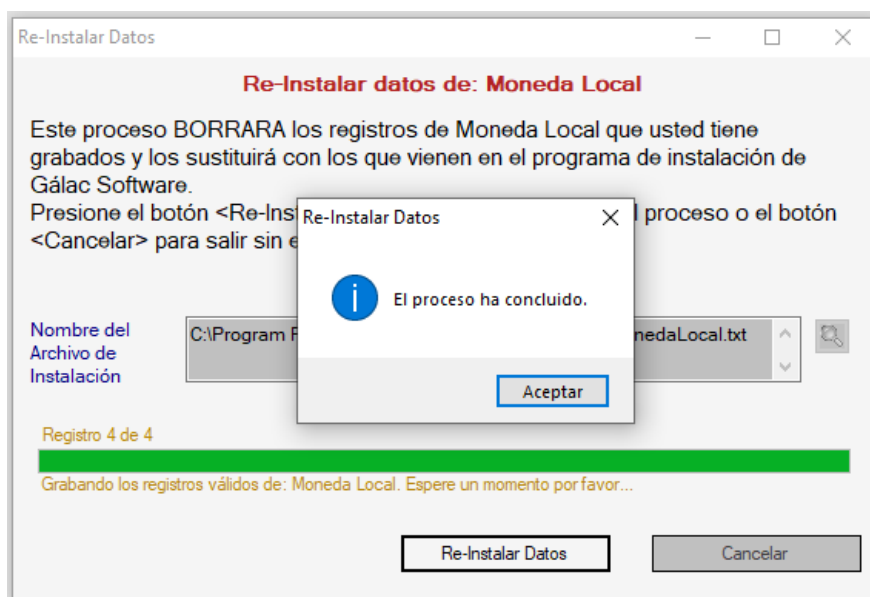 Re-Instalar Datos
Re-Instalar datos de: Moneda Local
Este proceso BORRARA los registros de Moneda Local que usted tiene
grabados y los sustituirá con los que vienen en el programa de instalación de
Gálac Software.
Presione el botón <Re-Inst
l proceso o el botón
<Cancelar> para salir sin e
Re-Instalar Datos
El proceso ha concluido.
Aceptar
Nombre del
Archivo de
Instalación
C:\Program F
nedaLocal.txt
Registro 4 de 4
Grabando los registros válidos de: Moneda Local. Espere un momento por favor...
Re-Instalar Datos
Cancelar